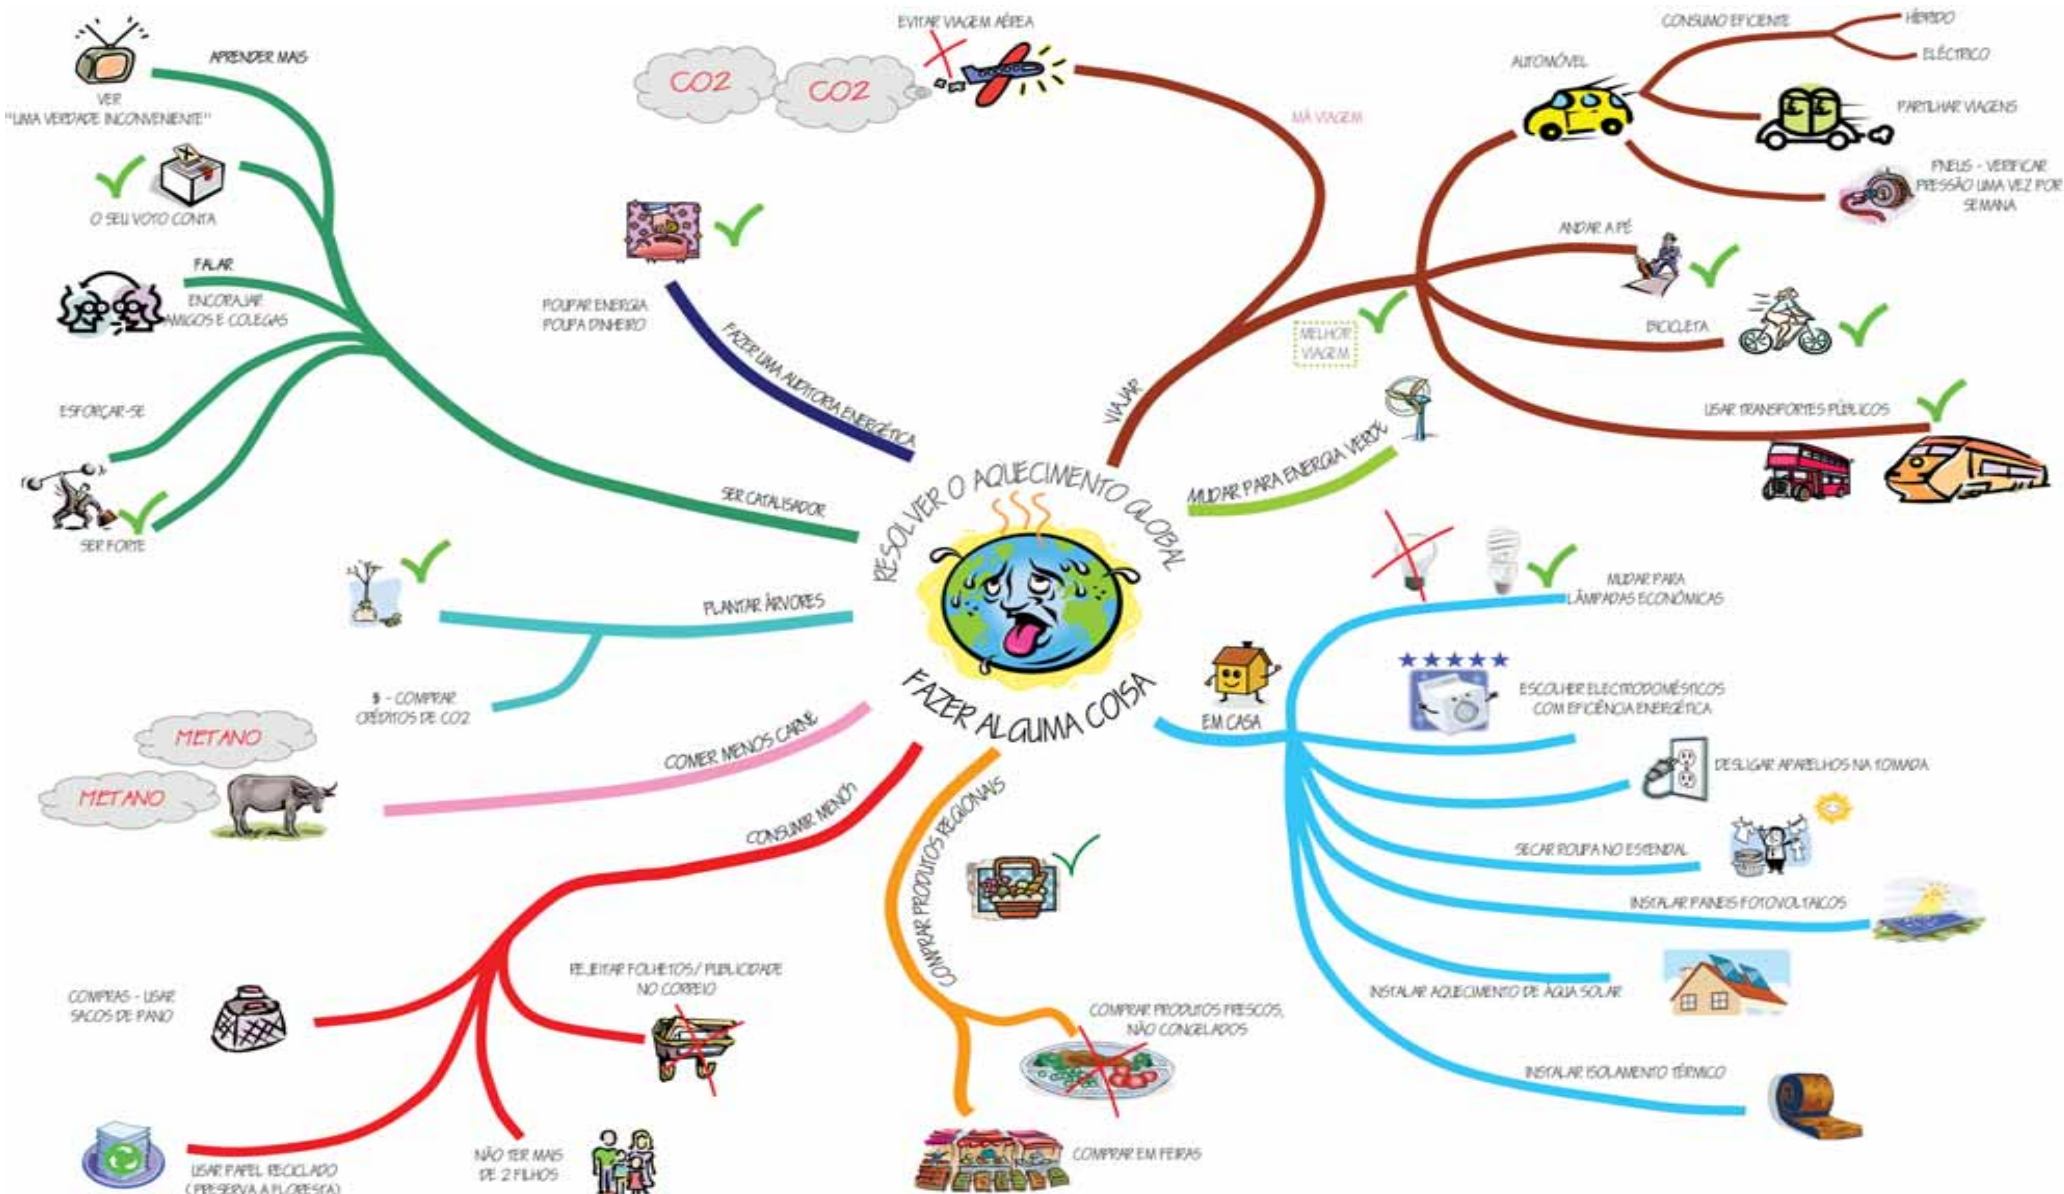 RESOLVER O AQUECIMENTO GLOBAL
FAZER ALGUMA COISA
VIAJAR
MÁ VIAGEM
EVITAR VIAGEM AÉREA
CO2
CO2
MELHOR
VIAGEM
AUTOMÓVEL
CONSUMO EFICIENTE
HÍBRIDO
ELÉCTRICO
PARTILHAR VIAGENS
PNEUS - VERIFICAR
PRESSÃO UMA VEZ POR
SEMANA
ANDAR A PÉ
BICICLETA
USAR TRANSPORTES PÚBLICOS
MUDAR PARA ENERGIA VERDE
EM CASA
MUDAR PARA
LÂMPADAS ECONÓMICAS
ESCOLHER ELECTRODOMÉSTICOS
COM EFICIÊNCIA ENERGÉTICA
DESLIGAR APARELHOS NA TOMADA
SECAR ROUPA NO ESTENDAL
INSTALAR PAINEIS FOTOVOLTAICOS
INSTALAR AQUECIMENTO DE ÁGUA SOLAR
INSTALAR ISOLAMENTO TÉRMICO
COMPRAR PRODUTOS REGIONAIS
COMPRAR PRODUTOS FRESCOS,
NÃO CONGELADOS
COMPRAR EM FEIRAS
CONSUMIR MENOS
REJEITAR FOLHETOS/ PUBLICIDADE
NO CORREIO
NÃO TER MAIS
DE 2 FILHOS
USAR PAPEL RECICLADO
(PRESERVA A FLORESTA)
COMPRAS - USAR
SACOS DE PANO
COMER MENOS CARNE
METANO
METANO
PLANTAR ÁRVORES
$ - COMPRAR
CRÉDITOS DE CO2
SER CATALISADOR
APRENDER MAIS
VER
"UMA VERDADE INCONVENIENTE"
O SEU VOTO CONTA
FALAR
ENCORAJAR
AMIGOS E COLEGAS
ESFORÇAR-SE
SER FORTE
FAZER UMA AUDITORIA ENERGÉTICA
POUPAR ENERGIA
POUPA DINHEIRO